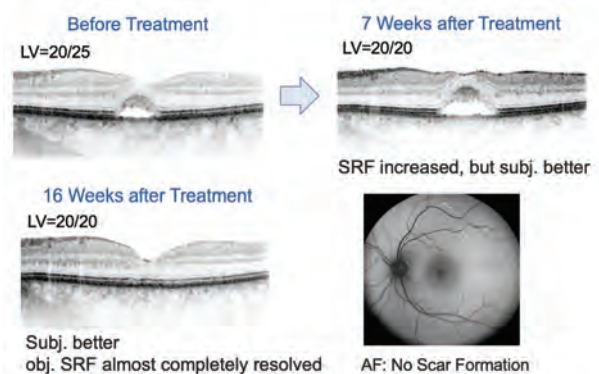 Before Treatment
LV=20/25
7 Weeks after Treatment
LV=20/20
SRF increased, but subj. better
16 Weeks after Treatment
LV=20/20
Subj. better
obj. SRF almost completely resolved
AF: No Scar Formation